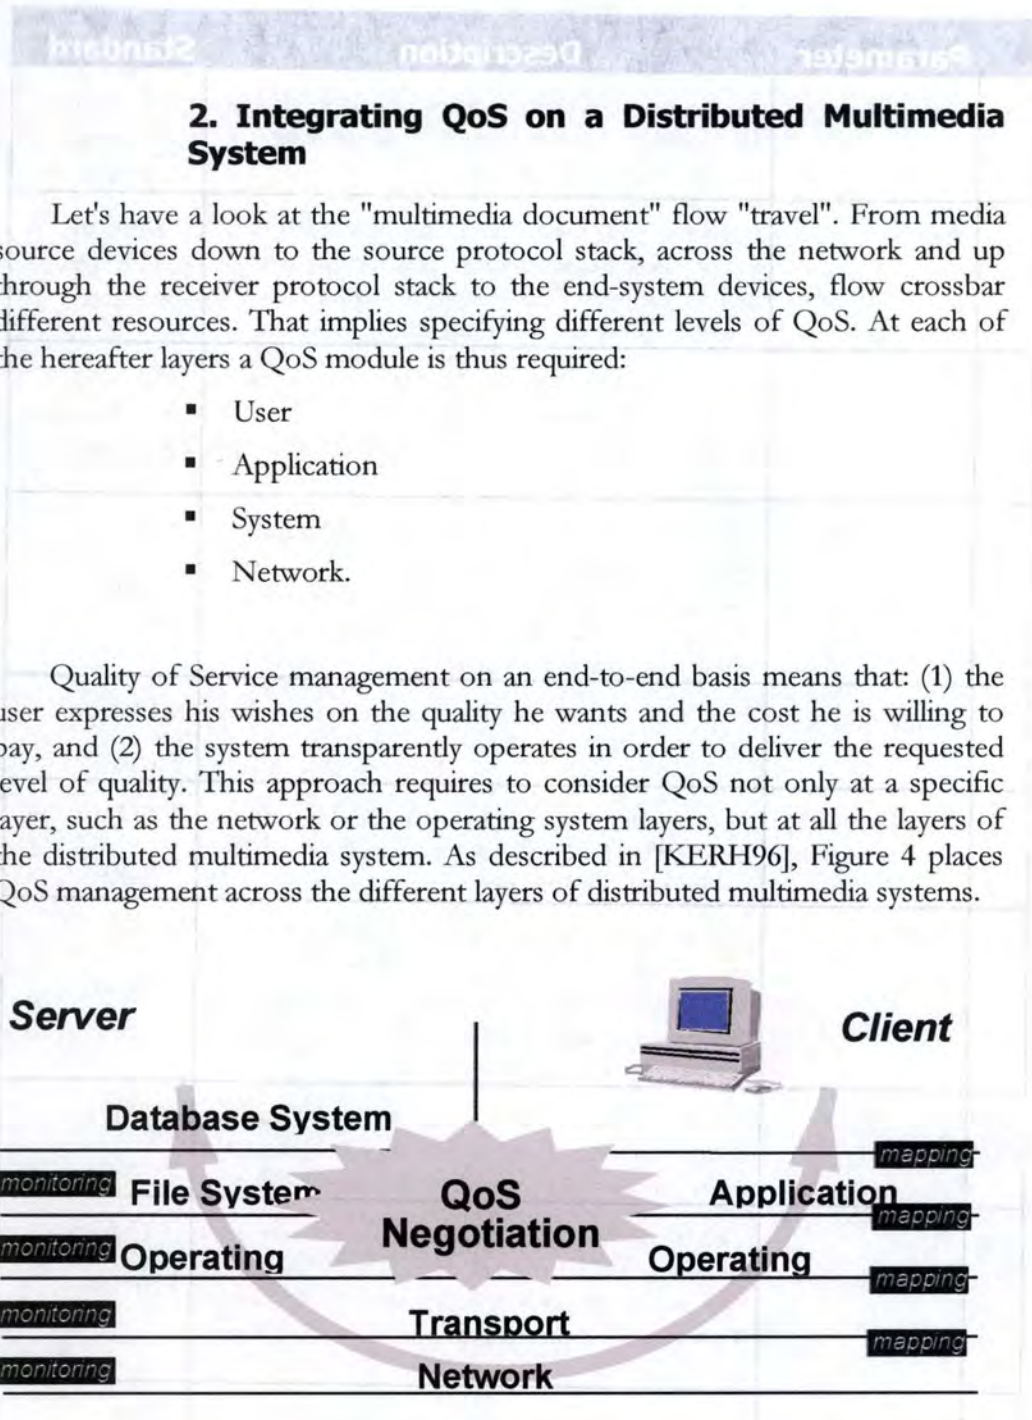 2. Integrating QoS on a Distributed Multimedia
System
Let's have a look at the "multimedia document" flow "travel". From media
source devices down to the source protocol stack, across the network and up
through the receiver protocol stack to the end-system devices, flow crossbar
different resources. That implies specifying different levels of QoS. At each of
the hereafter layers a QoS module is thus required:
▪ User
▪ Application
▪ System
▪ Network.
Quality of Service management on an end-to-end basis means that: (1) the
user expresses his wishes on the quality he wants and the cost he is willing to
pay, and (2) the system transparently operates in order to deliver the requested
level of quality. This approach requires to consider QoS not only at a specific
layer, such as the network or the operating system layers, but at all the layers of
the distributed multimedia system. As described in [KERH96], Figure 4 places
QoS management across the different layers of distributed multimedia systems.
Server
Client
Database System
mapping
monitoring File System QoS Application
mapping
monitoring Operating Negotiation Operating
mapping
monitoring Transport
mapping
monitoring Network